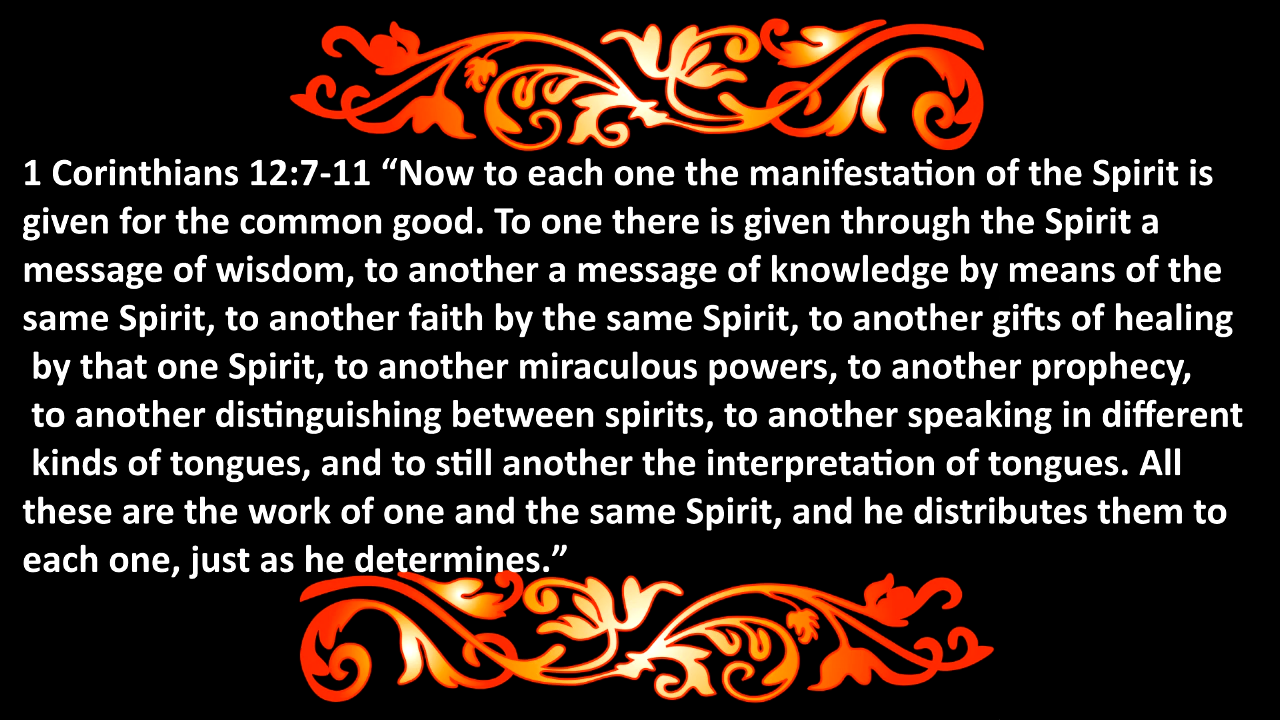 1 Corinthians 12:7-11 “Now to each one the manifestation of the Spirit is
given for the common good. To one there is given through the Spirit a
message of wisdom, to another a message of knowledge by means of the
same Spirit, to another faith by the same Spirit, to another gifts of healing
by that one Spirit, to another miraculous powers, to another prophecy,
to another distinguishing between spirits, to another speaking in different
kinds of tongues, and to still another the interpretation of tongues. All
these are the work of one and the same Spirit, and he distributes them to
each one, just as he determines.”